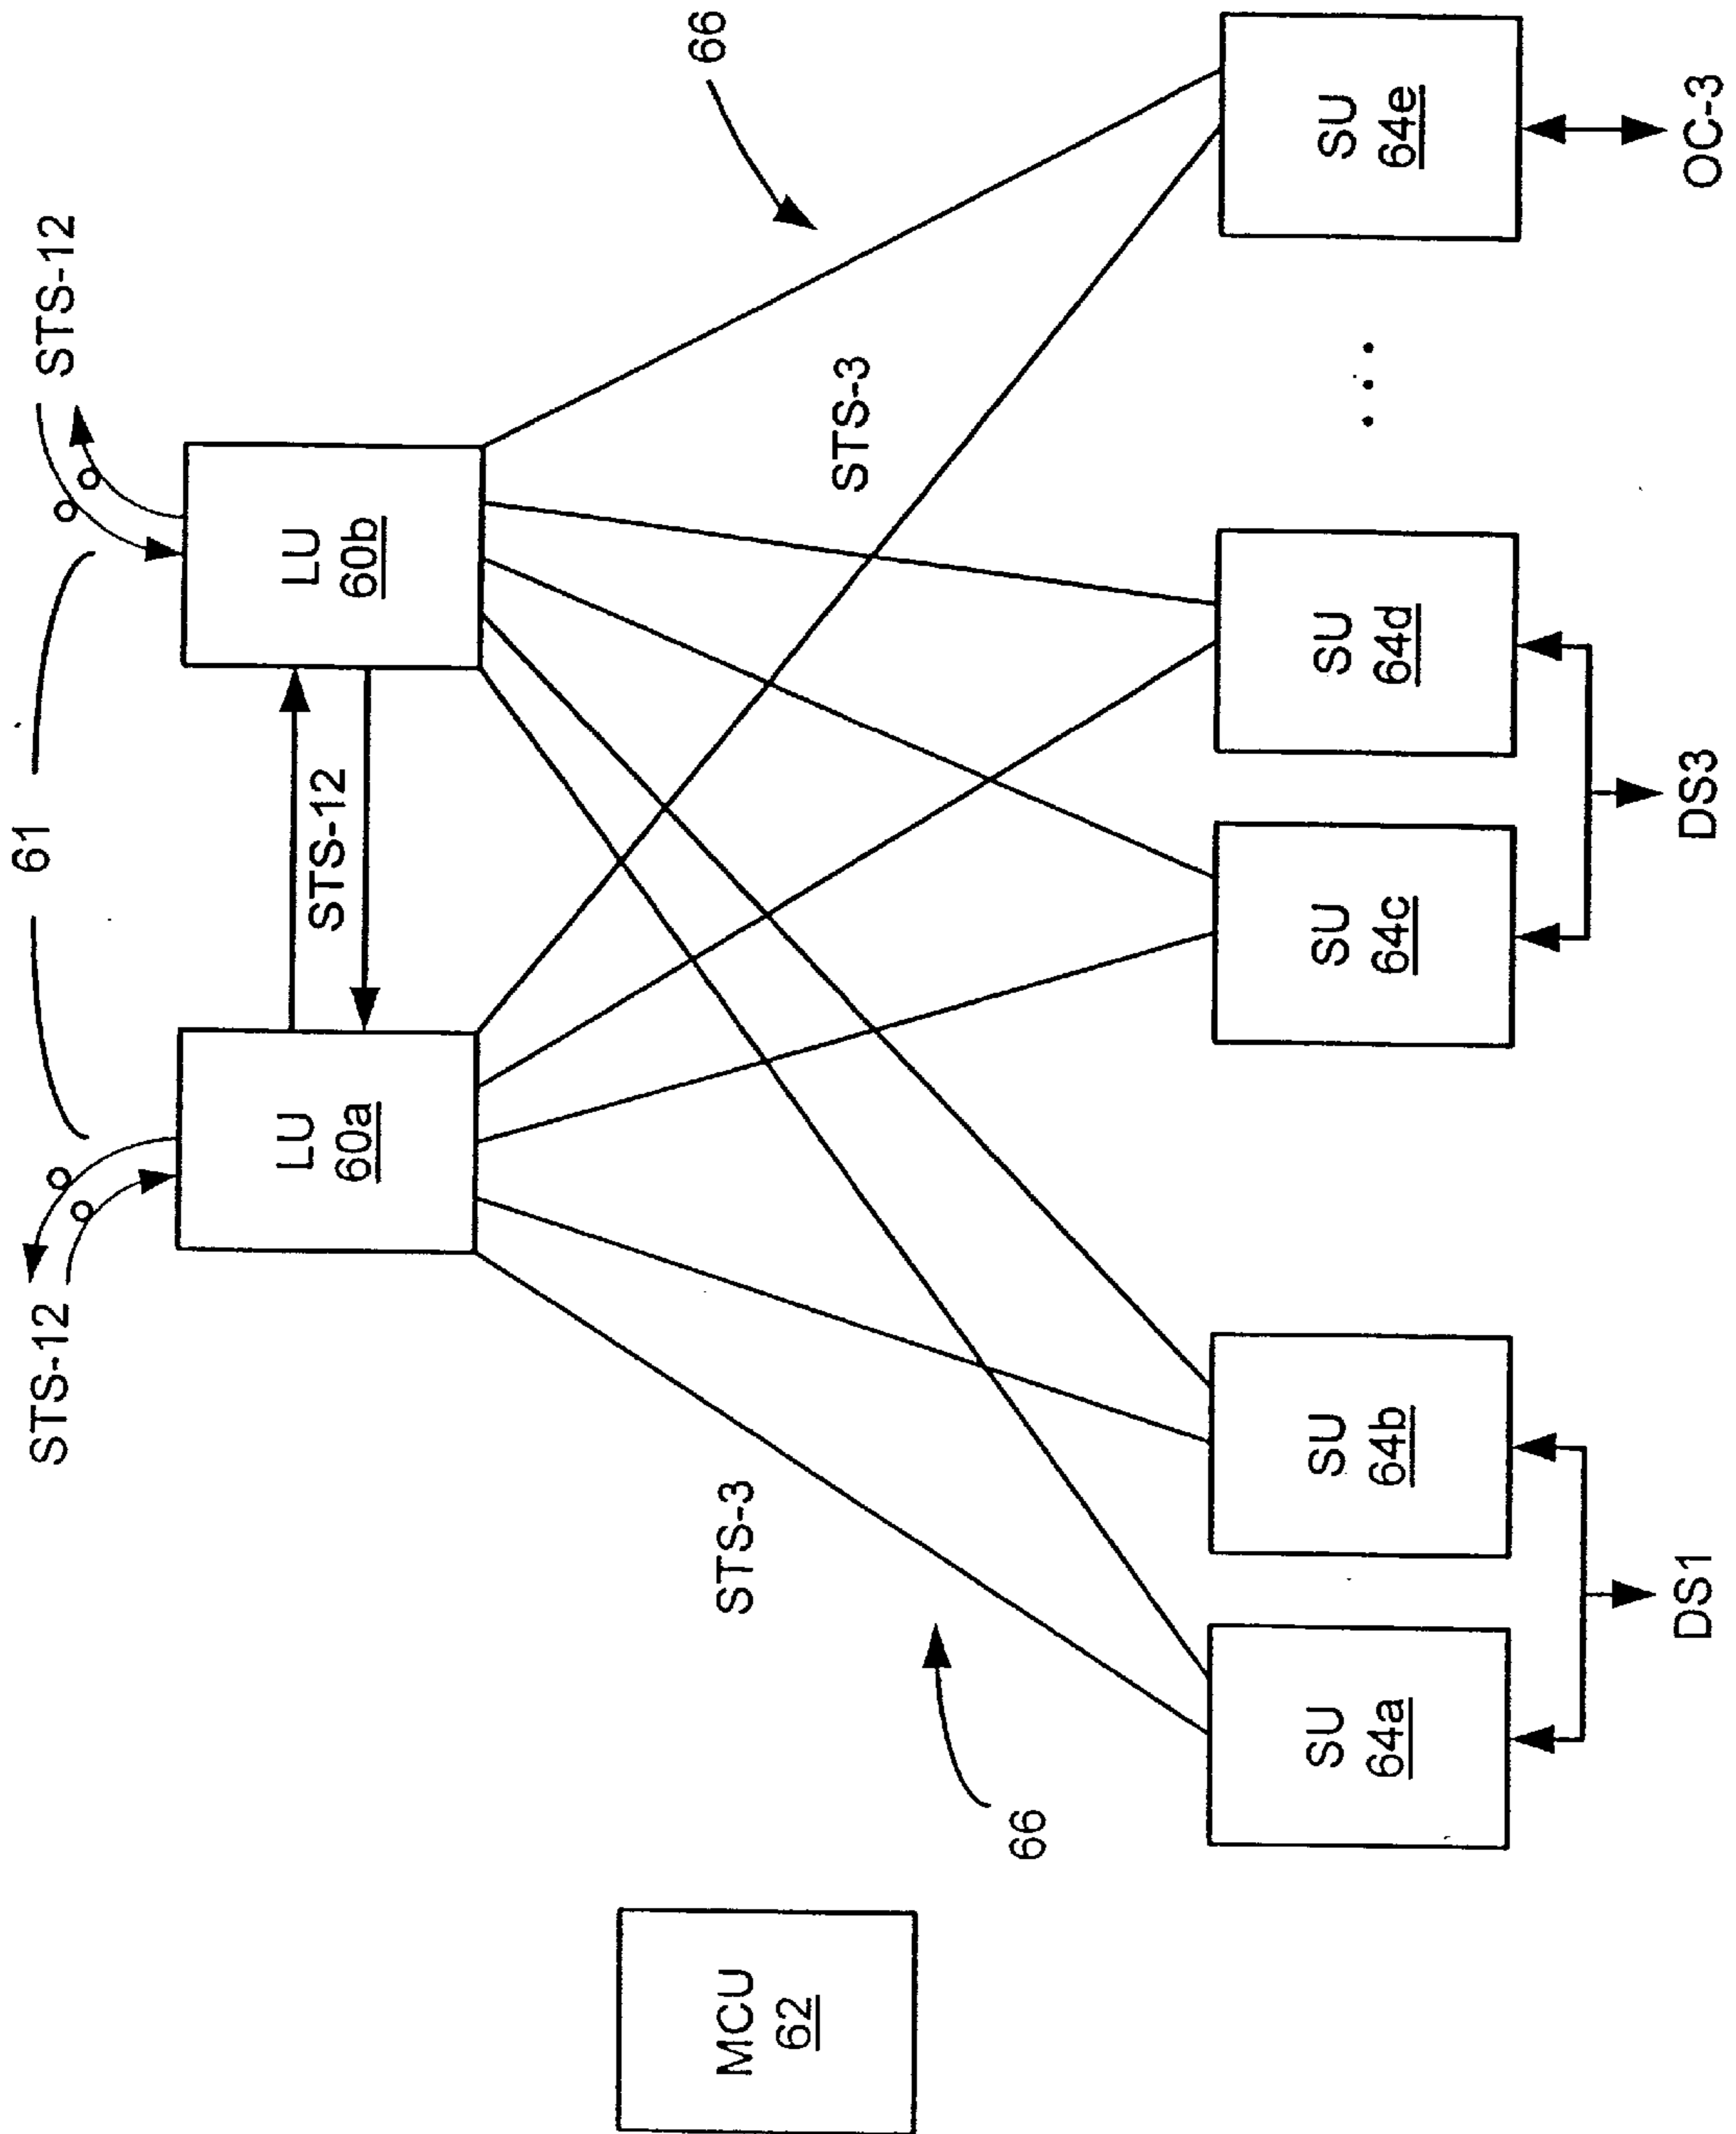 61
STS-12
STS-12
LU
60a
STS-12
LU
60b
MCU
62
STS-3
STS-3
66
66
SU
64a
SU
64b
SU
64c
SU
64d
...
SU
64e
DS1
DS3
OC-3